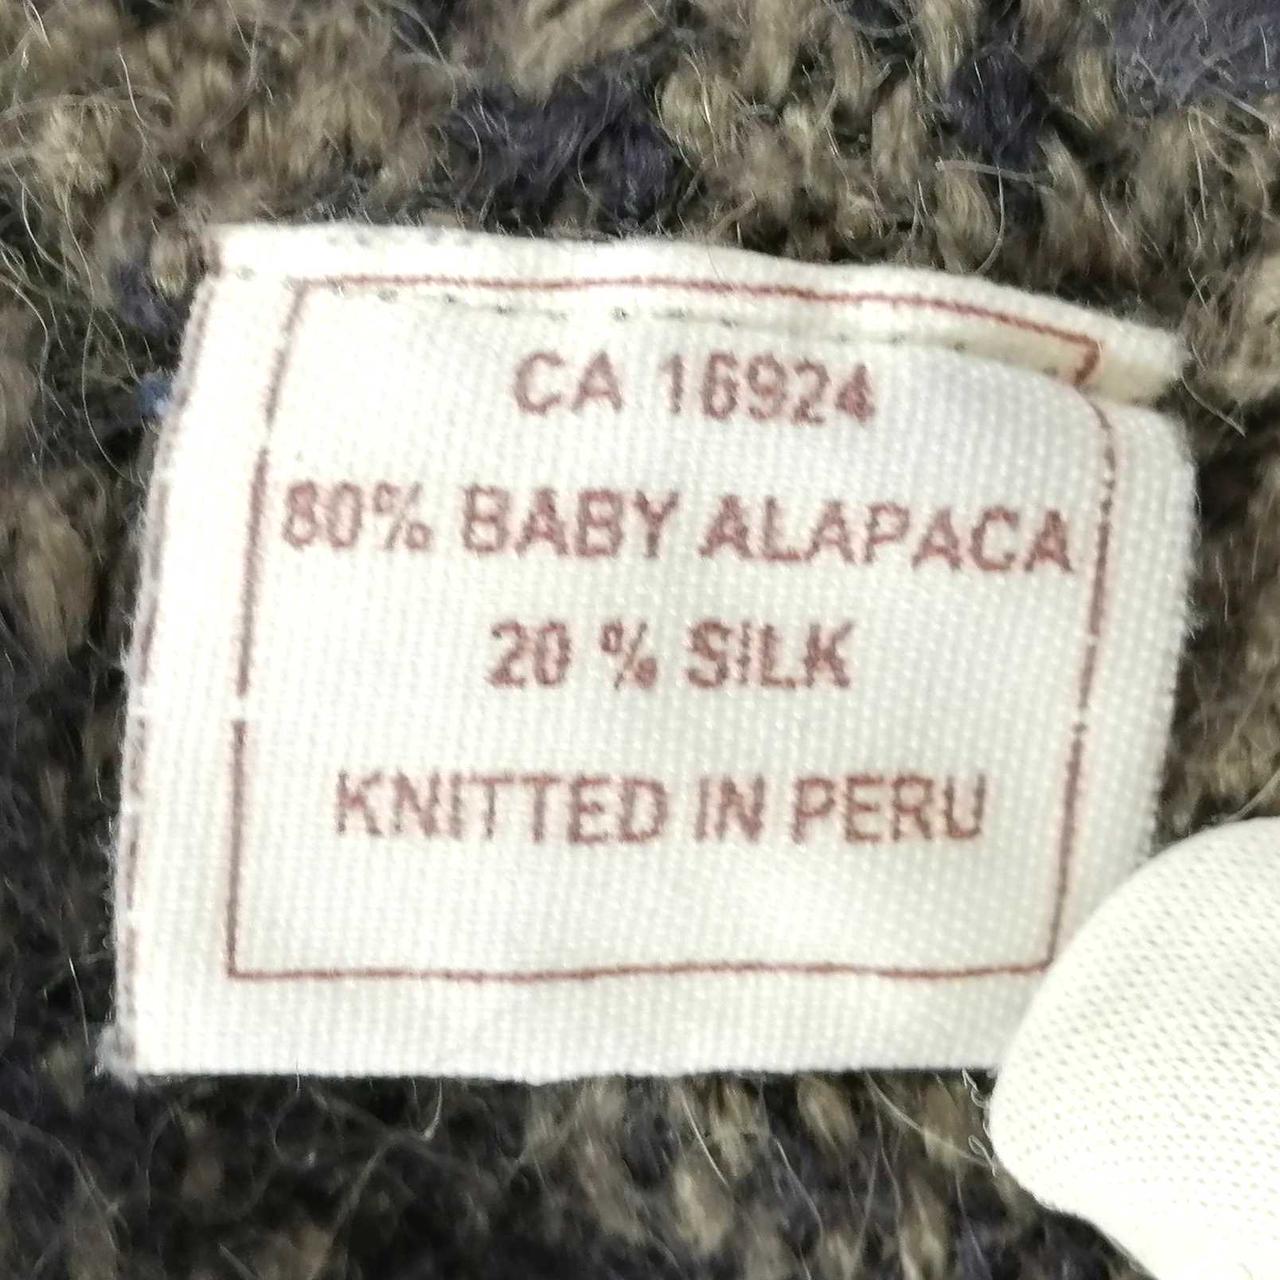 CA 16924
80% BABY ALAPACA
20 % SILK
KNITTED IN PERU